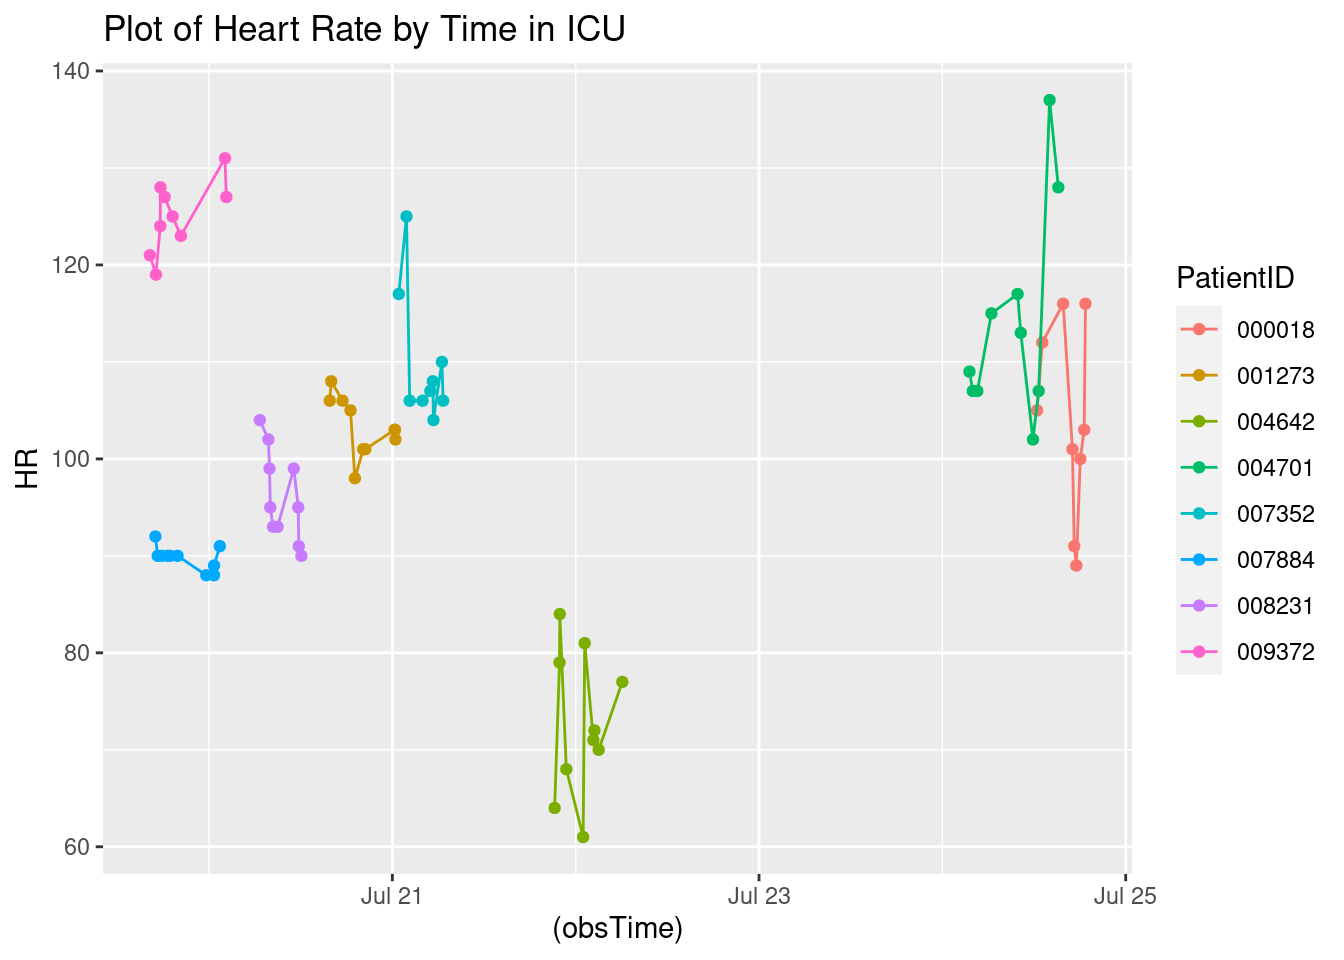 Plot of Heart Rate by Time in ICU
140
120
100
80
60
HR
Jul 21
Jul 23
Jul 25
(obsTime)
PatientID
000018
001273
004642
004701
007352
007884
008231
009372